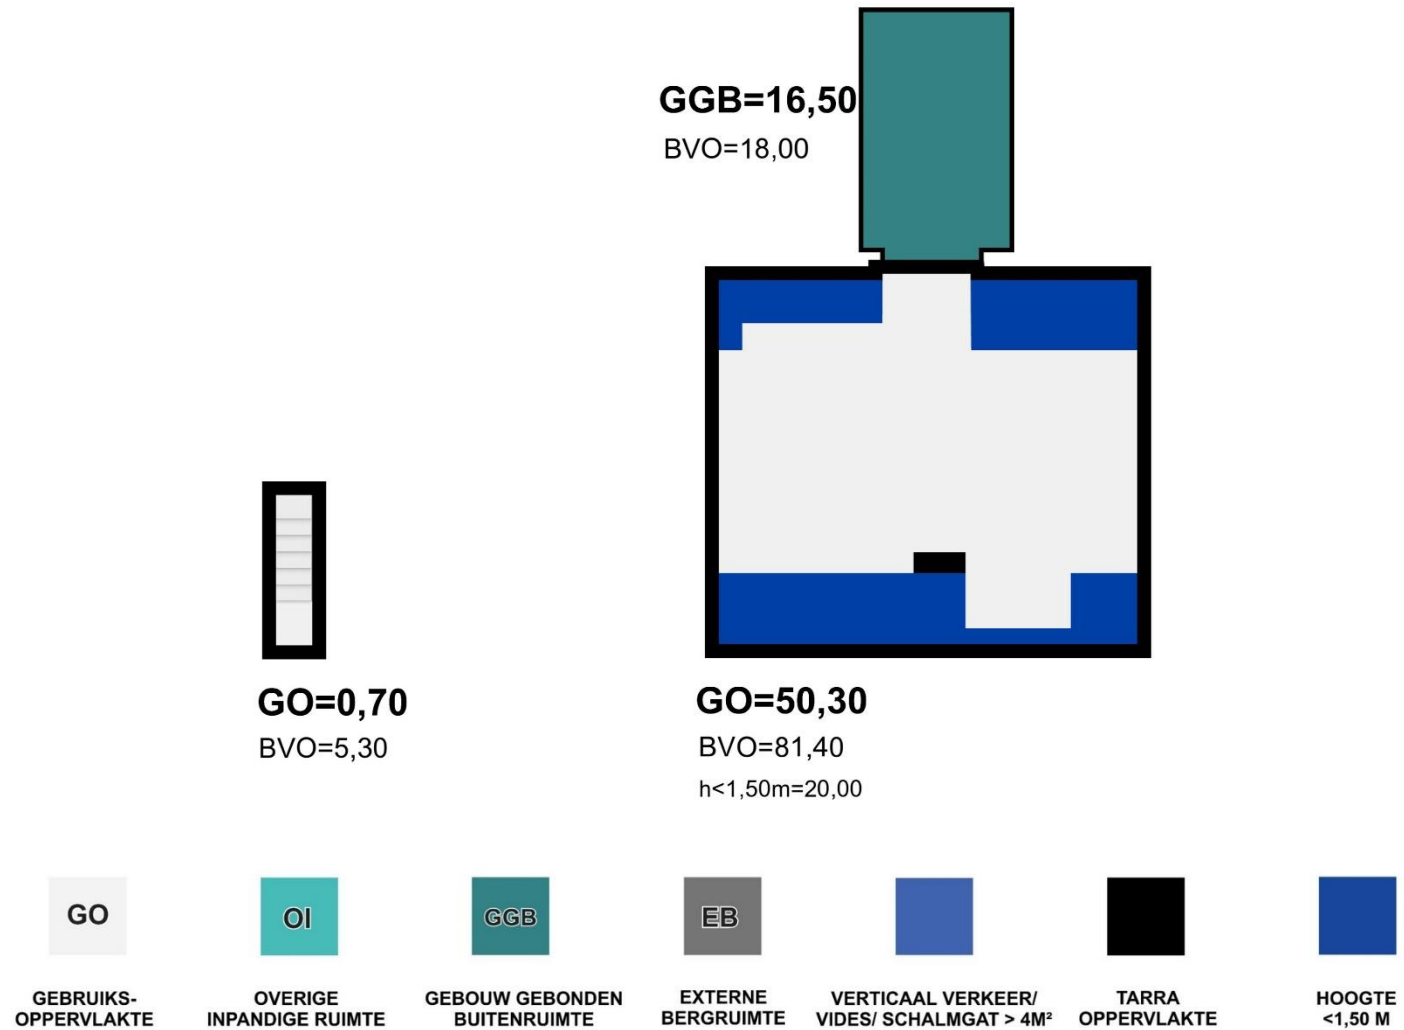 GGB=16,50
BVO=18,00
GO=0,70
BVO=5,30
GO=50,30
BVO=81,40
h<1,50m=20,00
GO
OI
GGB
EB
GEBRUIKS-
OPPERVLAKTE
OVERIGE
INPANDIGE RUIMTE
GEBOUW GEBONDEN
BUITENRUIMTE
EXTERNE
BERGRUIMTE
VERTICAAL VERKEER/
VIDES/ SCHALMGAT > 4M²
TARRA
OPPERVLAKTE
HOOGTE
<1,50 M